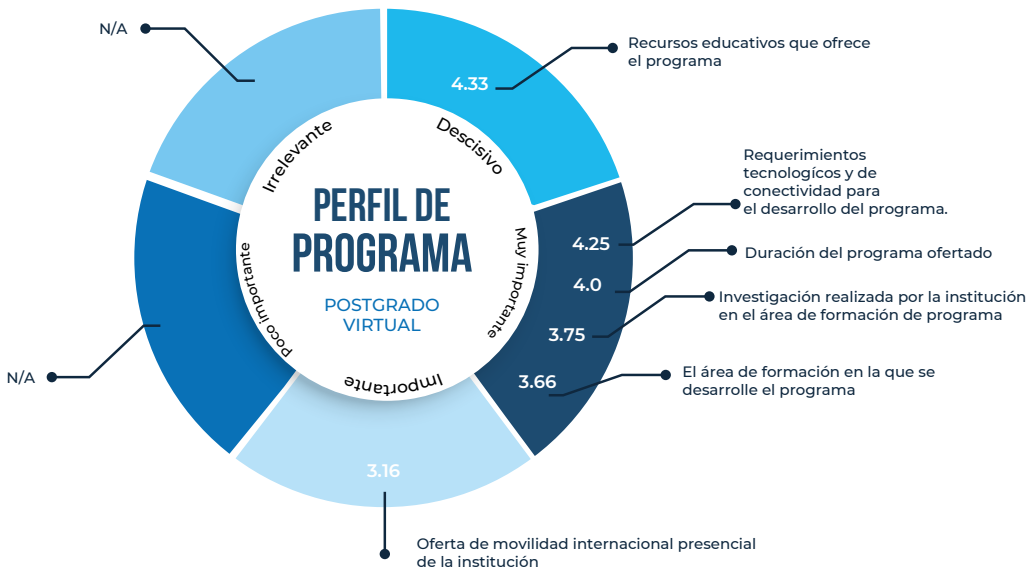 N/A
Recursos educativos que ofrece
el programa
4.33
Irrelevante
Descisivo
Requerimientos
tecnologícos y de
conectividad para
el desarrollo del programa.
PERFIL DE
PROGRAMA
POSTGRADO
VIRTUAL
Muy importante
4.25
4.0
Duración del programa ofertado
3.75
Investigación realizada por la institución
en el área de formación de programa
Poco importante
N/A
3.66
El área de formación en la que se
desarrolle el programa
Importante
3.16
Oferta de movilidad internacional presencial
de la institución